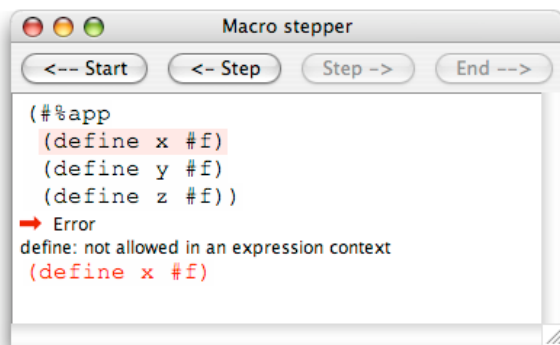 Macro stepper
<-- Start <- Step Step -> End -->
(#%app
(define x #f)
(define y #f)
(define z #f))
Error
define: not allowed in an expression context
(define x #f)